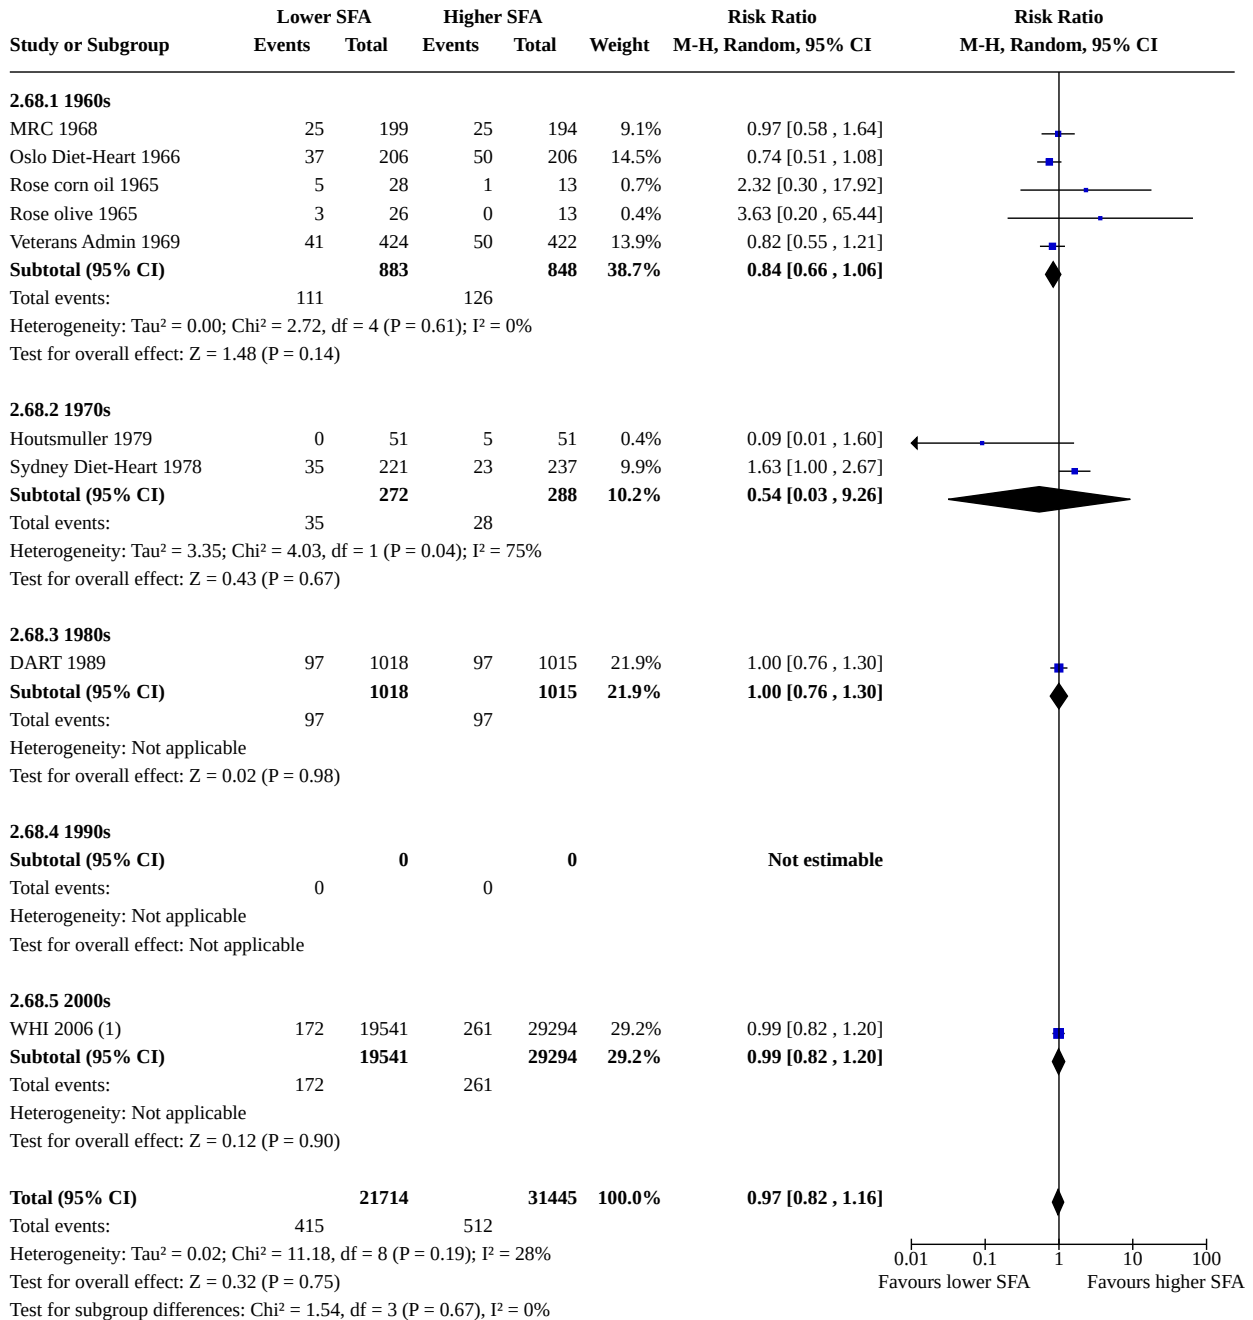 Lower SFA Higher SFA Risk Ratio Risk Ratio
Study or Subgroup Events Total Events Total Weight M-H, Random, 95% CI M-H, Random, 95% CI
2.68.1 1960s
MRC 1968 25 199 25 194 9.1% 0.97 [0.58 , 1.64]
Oslo Diet-Heart 1966 37 206 50 206 14.5% 0.74 [0.51 , 1.08]
Rose corn oil 1965 5 28 1 13 0.7% 2.32 [0.30 , 17.92]
Rose olive 1965 3 26 0 13 0.4% 3.63 [0.20 , 65.44]
Veterans Admin 1969 41 424 50 422 13.9% 0.82 [0.55 , 1.21]
Subtotal (95% CI) 883 848 38.7% 0.84 [0.66 , 1.06]
Total events: 111 126
Heterogeneity: Tau² = 0.00; Chi² = 2.72, df = 4 (P = 0.61); I² = 0%
Test for overall effect: Z = 1.48 (P = 0.14)
2.68.2 1970s
Houtsmuller 1979 0 51 5 51 0.4% 0.09 [0.01 , 1.60]
Sydney Diet-Heart 1978 35 221 23 237 9.9% 1.63 [1.00 , 2.67]
Subtotal (95% CI) 272 288 10.2% 0.54 [0.03 , 9.26]
Total events: 35 28
Heterogeneity: Tau² = 3.35; Chi² = 4.03, df = 1 (P = 0.04); I² = 75%
Test for overall effect: Z = 0.43 (P = 0.67)
2.68.3 1980s
DART 1989 97 1018 97 1015 21.9% 1.00 [0.76 , 1.30]
Subtotal (95% CI) 1018 1015 21.9% 1.00 [0.76 , 1.30]
Total events: 97 97
Heterogeneity: Not applicable
Test for overall effect: Z = 0.02 (P = 0.98)
2.68.4 1990s
Subtotal (95% CI) 0 0 Not estimable
Total events: 0 0
Heterogeneity: Not applicable
Test for overall effect: Not applicable
2.68.5 2000s
WHI 2006 (1) 172 19541 261 29294 29.2% 0.99 [0.82 , 1.20]
Subtotal (95% CI) 19541 29294 29.2% 0.99 [0.82 , 1.20]
Total events: 172 261
Heterogeneity: Not applicable
Test for overall effect: Z = 0.12 (P = 0.90)
Total (95% CI) 21714 31445 100.0% 0.97 [0.82 , 1.16]
Total events: 415 512
Heterogeneity: Tau² = 0.02; Chi² = 11.18, df = 8 (P = 0.19); I² = 28%
0.01 0.1 1 10 100
Test for overall effect: Z = 0.32 (P = 0.75) Favours lower SFA Favours higher SFA
Test for subgroup differences: Chi² = 1.54, df = 3 (P = 0.67), I² = 0%